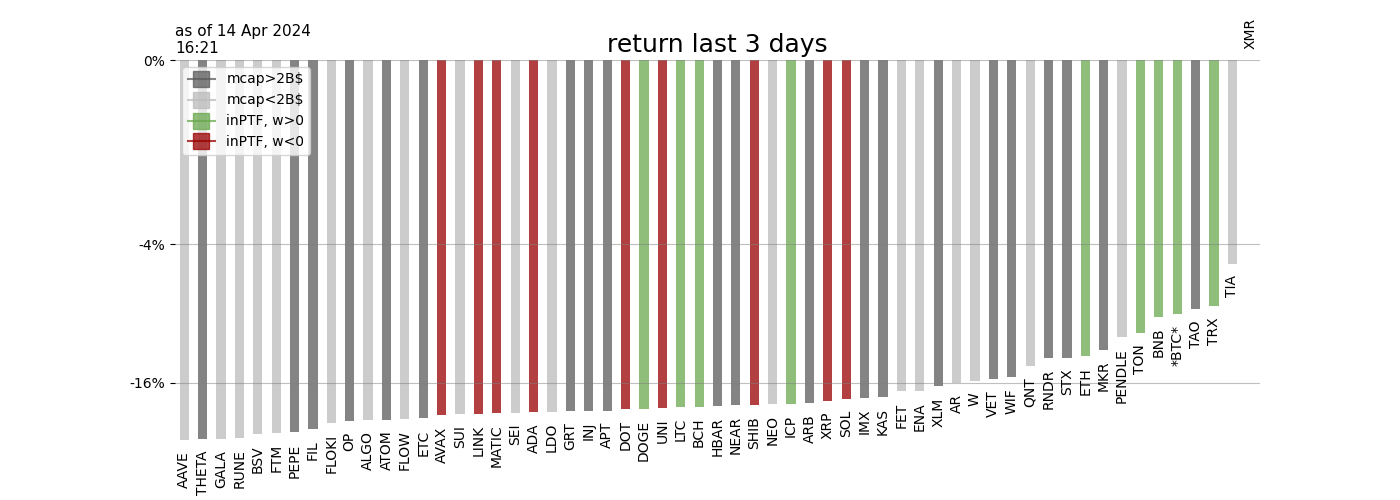 as of 14 Apr 2024
16:21
return last 3 days
XMR
0%
mcap>2B$
mcap<2B$
inPTF, w>0
inPTF, w<0
-4%
-16%
AAVE
THETA
GALA
RUNE
BSV
FTM
PEPE
FIL
FLOKI
OP
ALGO
ATOM
FLOW
ETC
AVAX
SUI
LINK
MATIC
SEI
ADA
LDO
GRT
INJ
APT
DOT
DOGE
UNI
LTC
BCH
HBAR
NEAR
SHIB
NEO
ICP
ARB
XRP
SOL
IMX
KAS
FET
ENA
XLM
AR
W
VET
WIF
QNT
RNDR
STX
ETH
MKR
PENDLE
TON
BNB
*BTC*
TAO
TRX
TIA